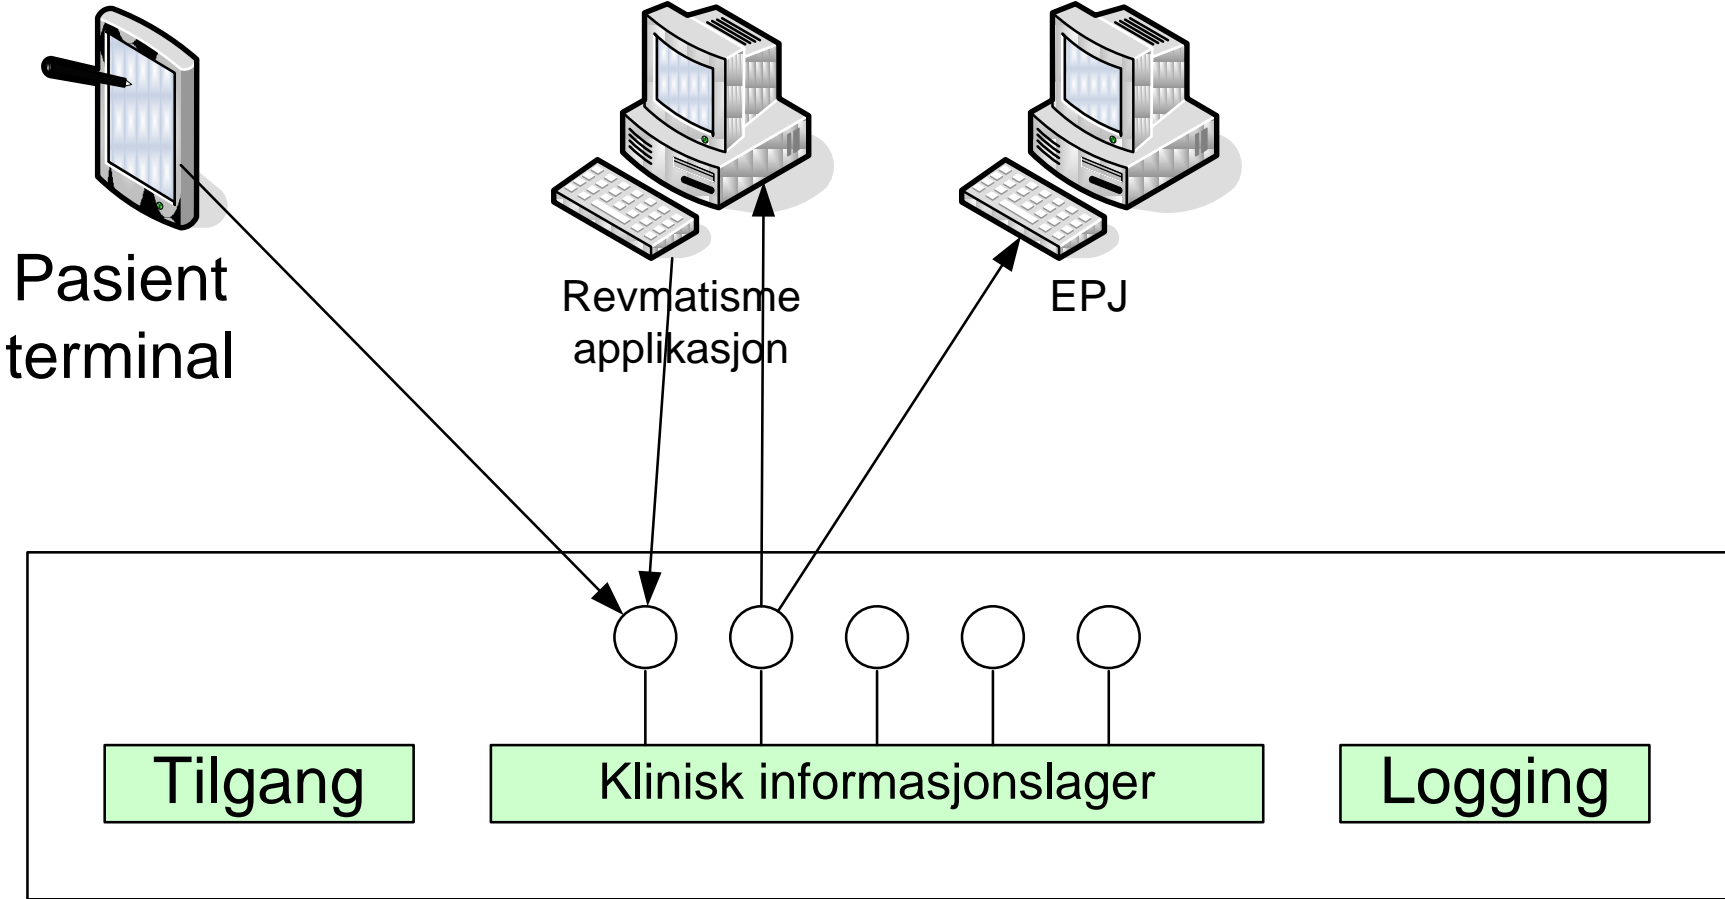 Pasient
terminal
Revmatisme
applikasjon
EPJ
Tilgang
Klinisk informasjonslager
Logging